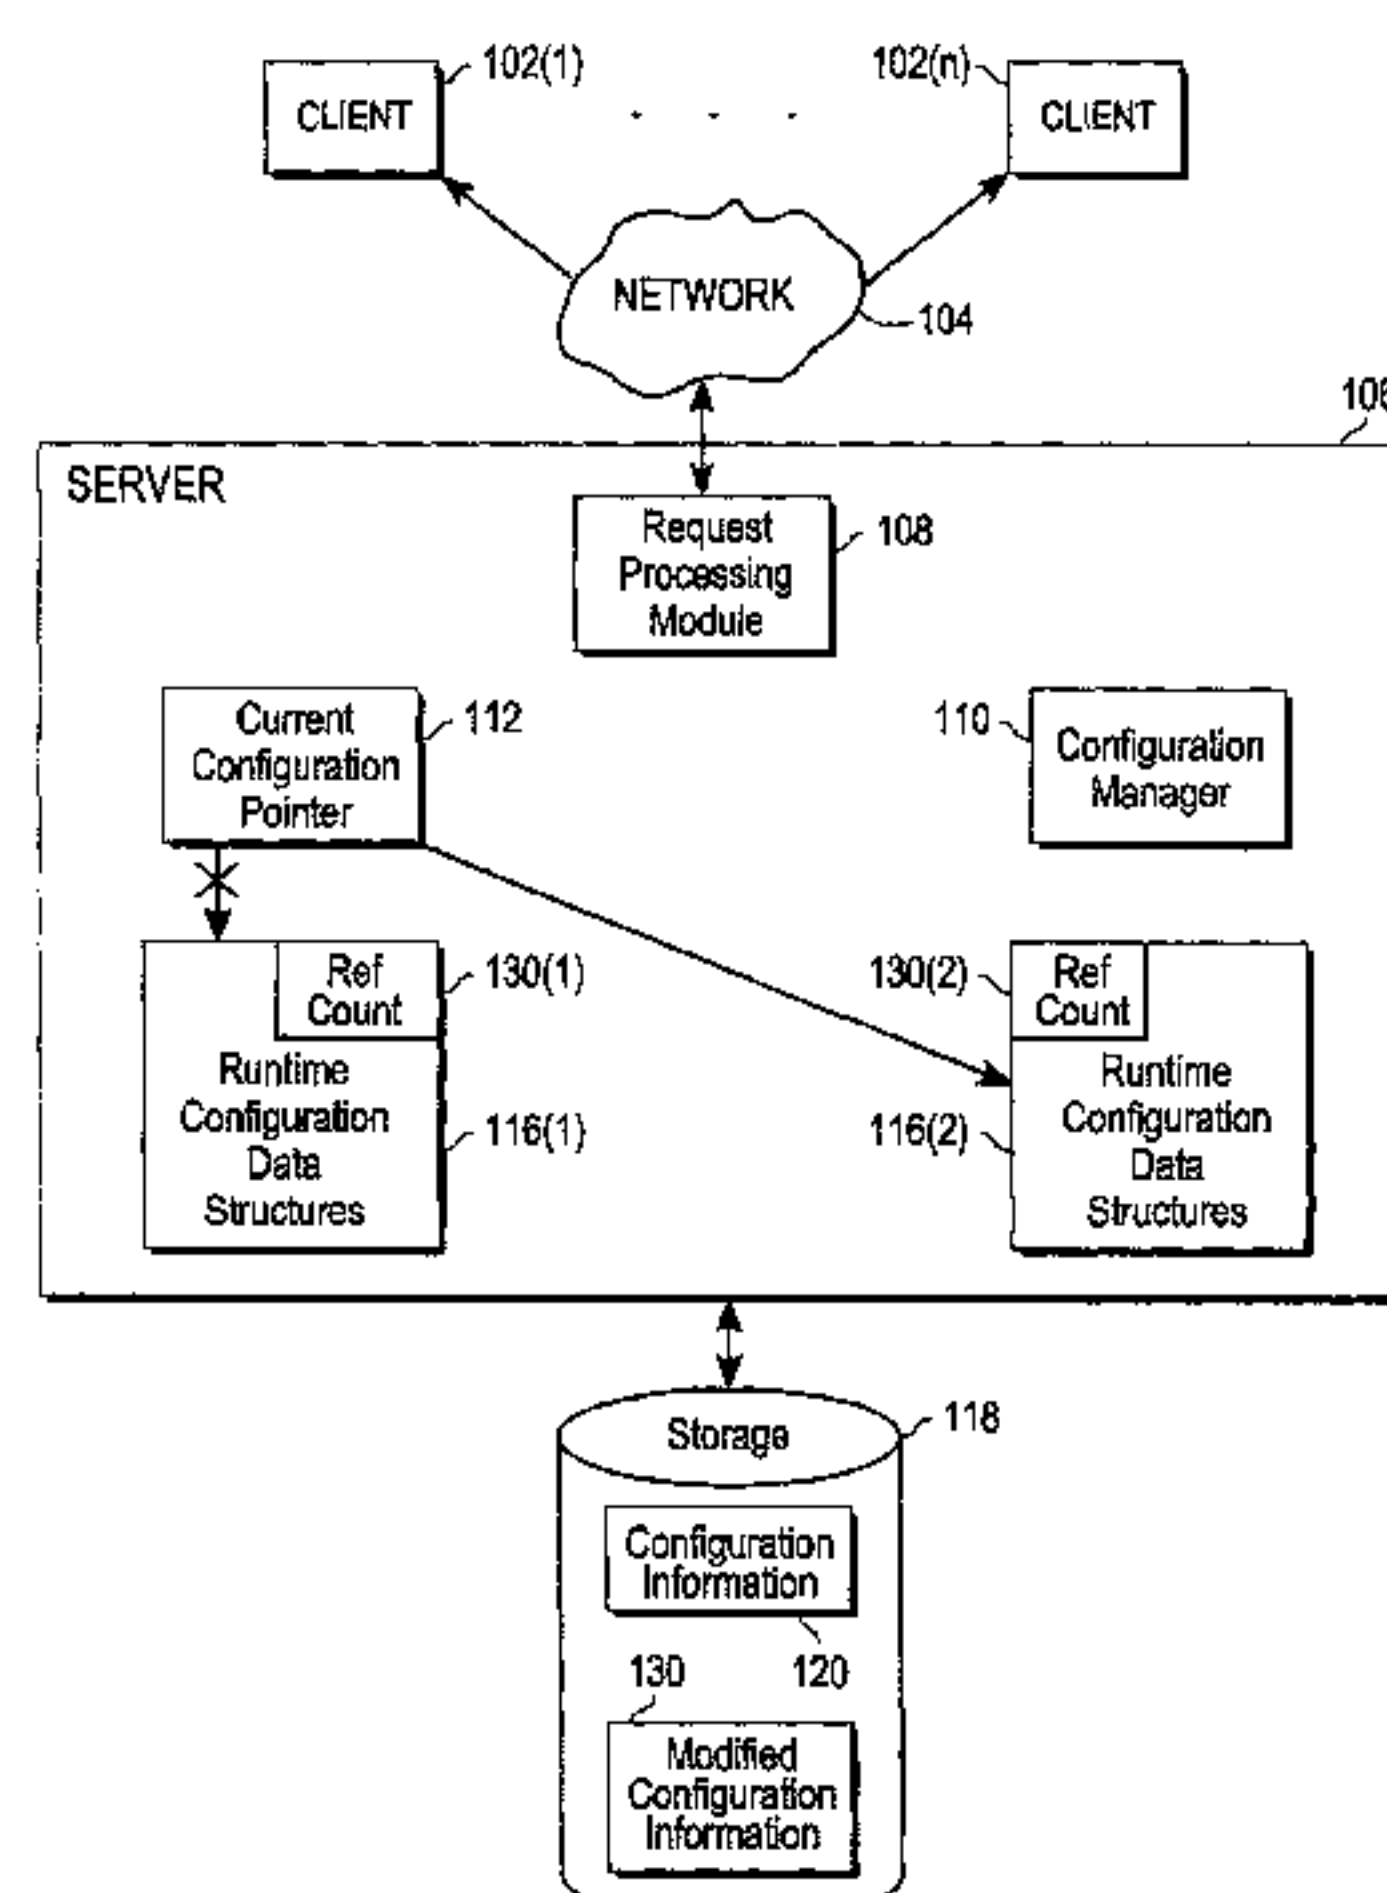 102(1)
102(n)
CLIENT
CLIENT
NETWORK
104
106
SERVER
Request
Processing
Module
108
Current
Configuration
Pointer
112
110
Configuration
Manager
Ref
Count
130(1)
130(2)
Ref
Count
Runtime
Configuration
Data
Structures
116(1)
116(2)
Runtime
Configuration
Data
Structures
Storage
118
Configuration
Information
130
120
Modified
Configuration
Information